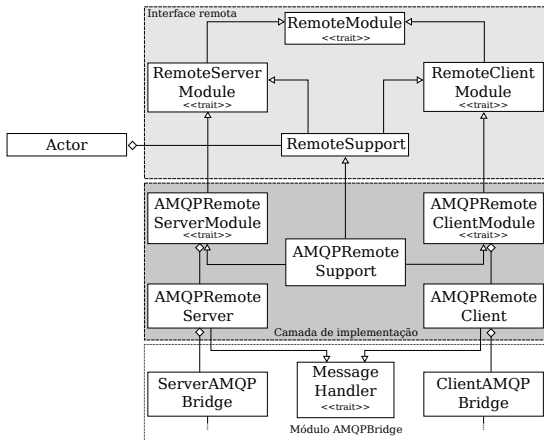 Interface remota
RemoteModule
<<trait>>
RemoteServer
Module
<<trait>>
RemoteClient
Module
<<trait>>
Actor
RemoteSupport
AMQPRemote
ServerModule
<<trait>>
AMQPRemote
ClientModule
<<trait>>
AMQPRemote
Support
AMQPRemote
Server
AMQPRemote
Client
Camada de implementação
ServerAMQP
Bridge
Message
Handler
<<trait>>
ClientAMQP
Bridge
Módulo AMQPBridge